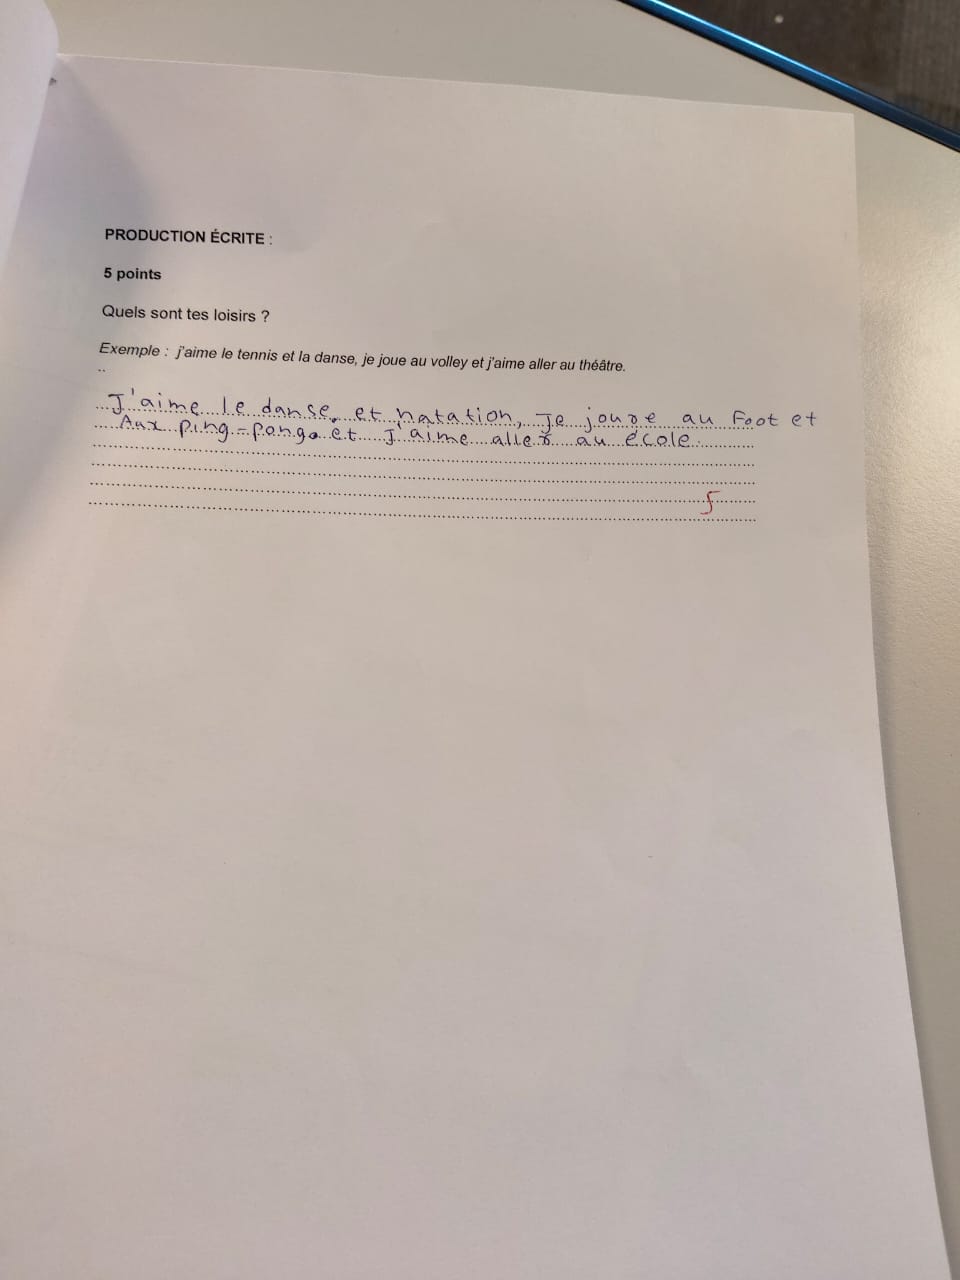 PRODUCTION ÉCRITE :
5 points
Quels sont tes loisirs ?
Exemple : j'aime le tennis et la danse, je joue au volley et j'aime aller au théâtre.
..
J'aime le danse, et natation, Je joure au Foot et
Aux ping-pong. et J'aime aller au école.
5